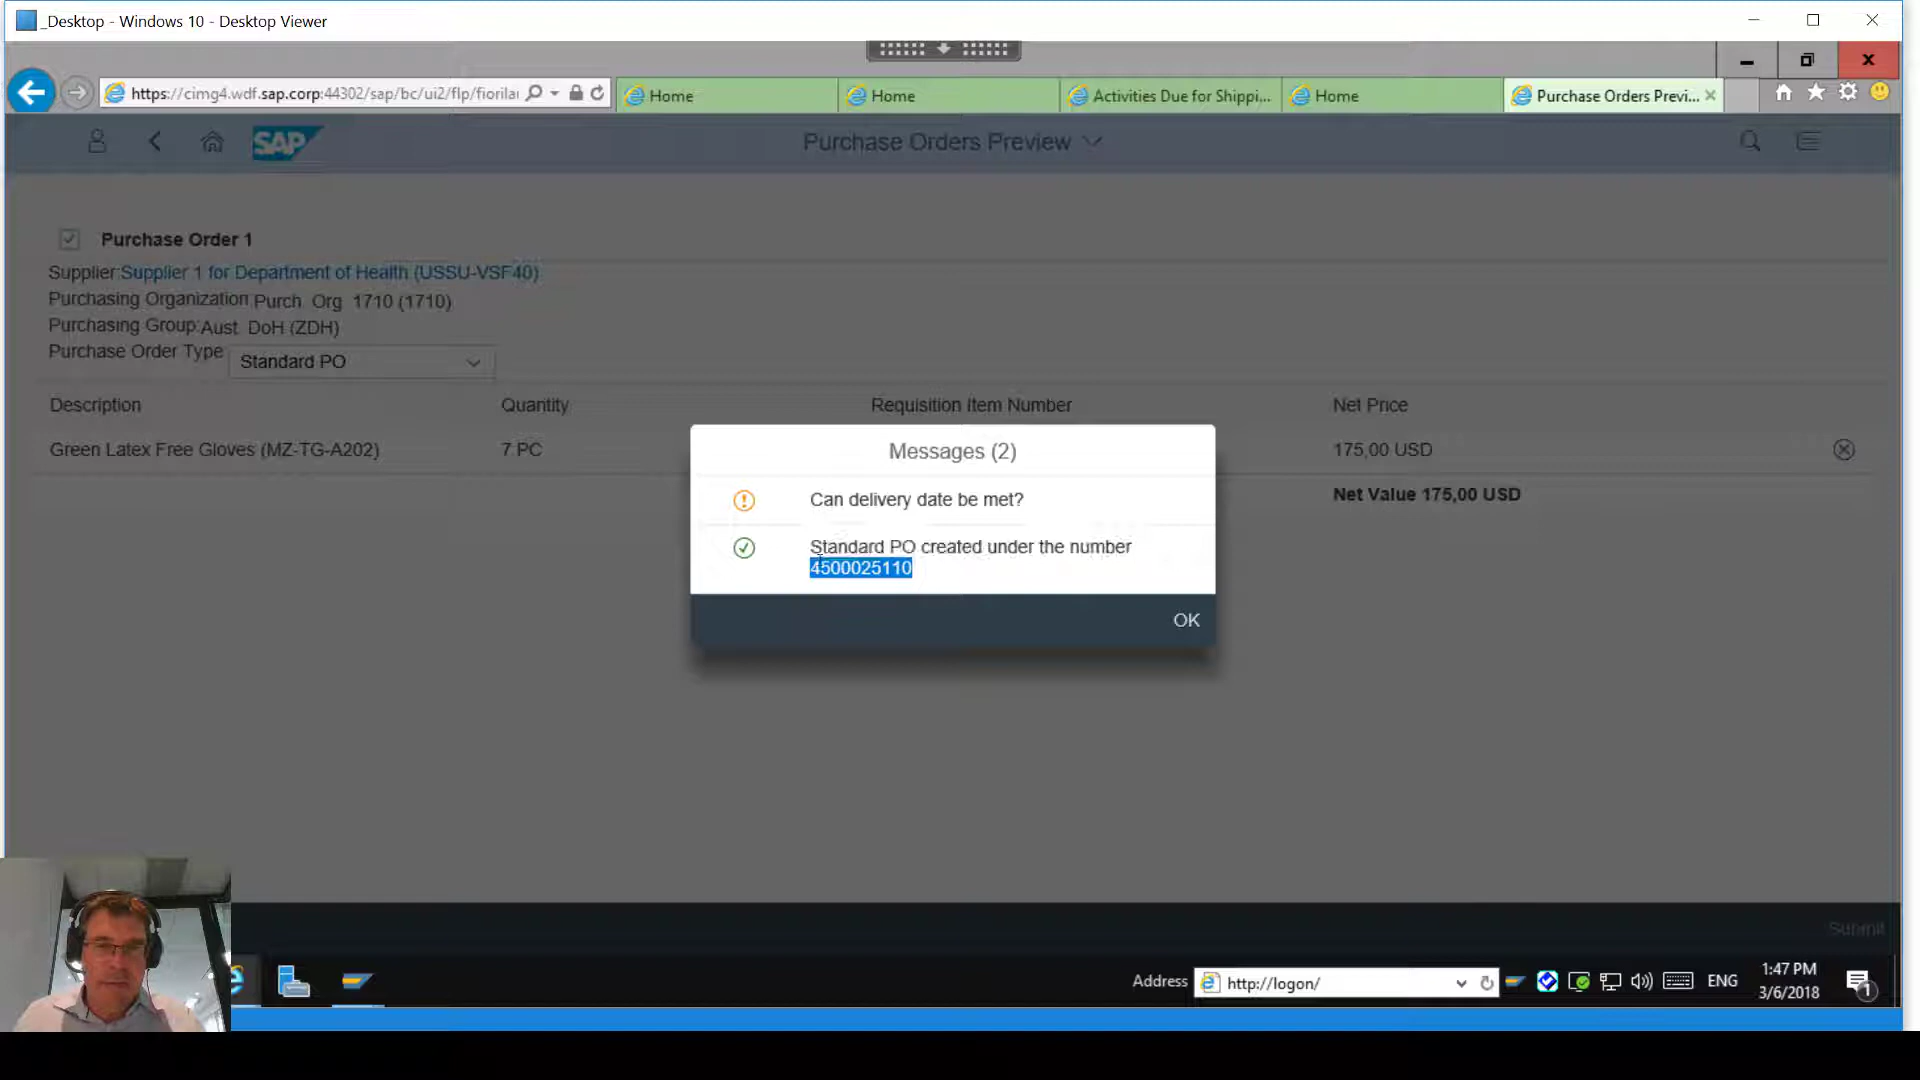 _Desktop - Windows 10 - Desktop Viewer
https://cimg4.wdf.sap.corp:44302/sap/bc/ui2/flp/fiorilau
Home
Home
Activities Due for Shippi...
Home
Purchase Orders Previ...
SAP
Purchase Orders Preview
Purchase Order 1
Supplier:Supplier 1 for Department of Health (USSU-VSF40)
Purchasing Organization:Purch. Org. 1710 (1710)
Purchasing Group:Aust. DoH (ZDH)
Purchase Order Type
Standard PO
Description Quantity Requisition Item Number Net Price
Green Latex Free Gloves (MZ-TG-A202) 7 PC 175,00 USD
Net Value 175,00 USD
Messages (2)
Can delivery date be met?
Standard PO created under the number
4500025110
OK
Submit
Address http://logon/
ENG
1:47 PM
3/6/2018
1